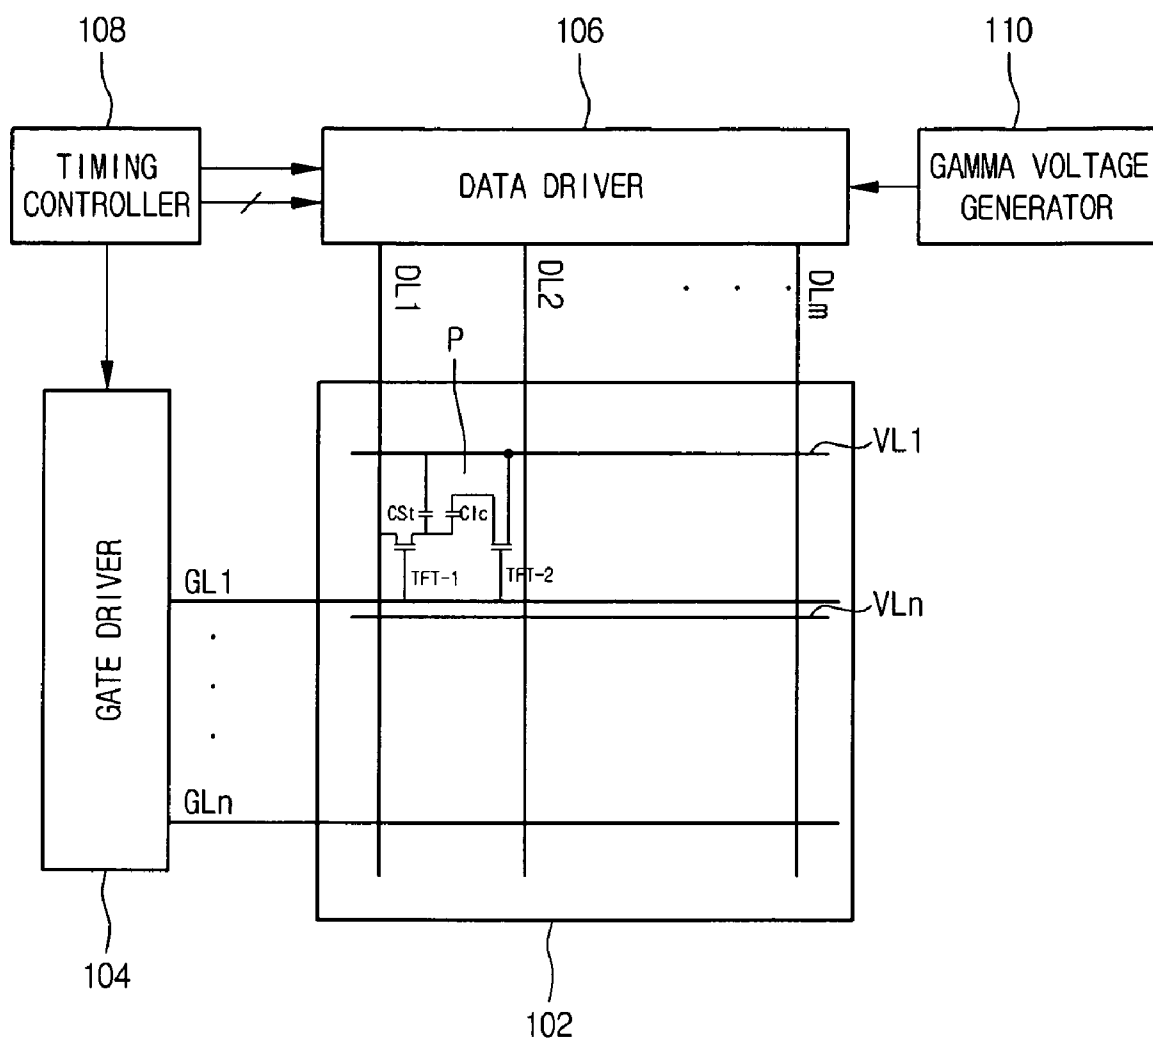 108
106
110
TIMING
CONTROLLER
DATA DRIVER
GAMMA VOLTAGE
GENERATOR
DL1
DL2
. . .
DLm
P
VL1
CSt
Clc
TFT-1
TFT-2
GL1
VLn
GATE DRIVER
GLn
104
102